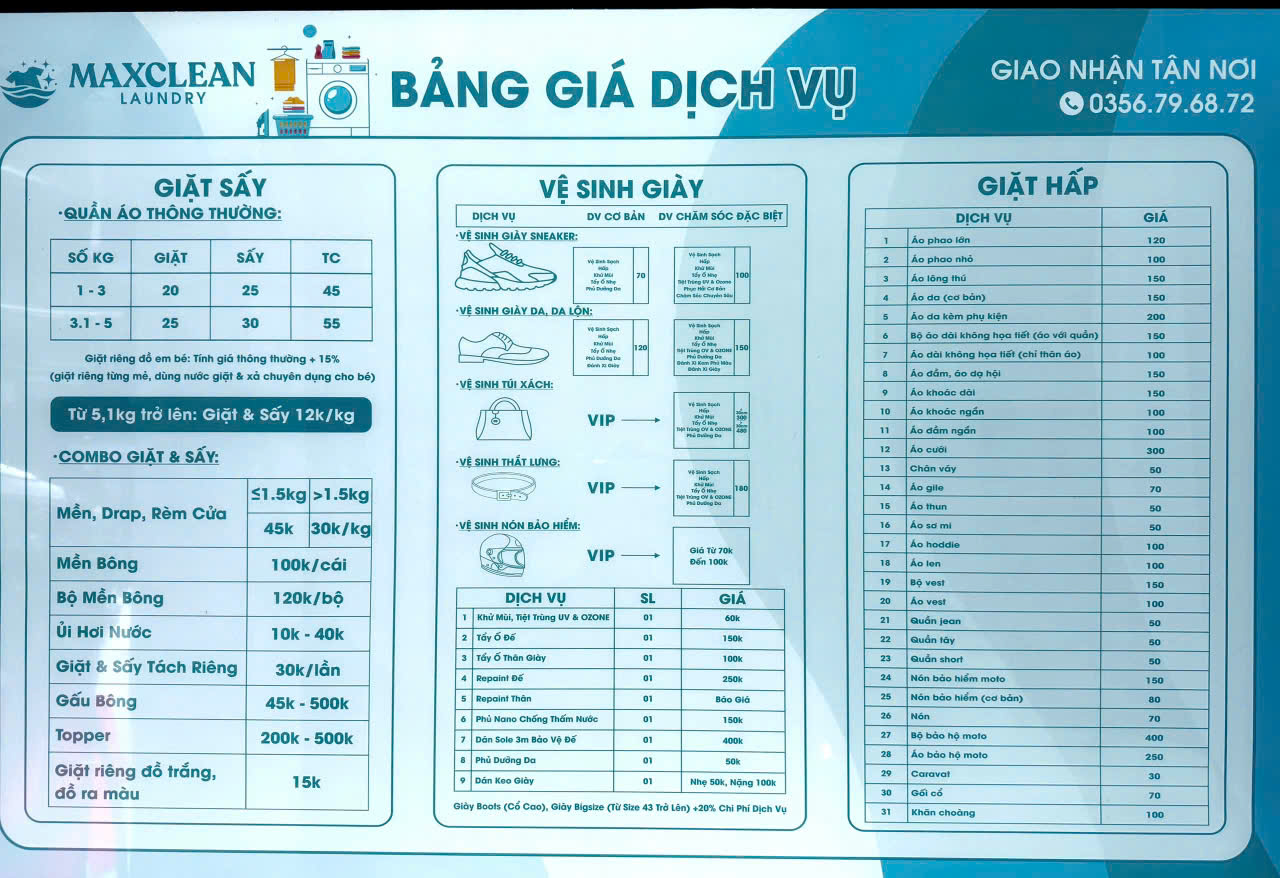 MAXCLEAN
LAUNDRY
BẢNG GIÁ DỊCH VỤ
GIAO NHẬN TẬN NƠI
0356.79.68.72
GIẶT SẤY
·QUẦN ÁO THÔNG THƯỜNG:
SỐ KG GIẶT SẤY TC
1 - 3 20 25 45
3.1 - 5 25 30 55
Giặt riêng đồ em bé: Tính giá thông thường + 15%
(giặt riêng từng mẻ, dùng nước giặt & xả chuyên dụng cho bé)
Từ 5,1kg trở lên: Giặt & Sấy 12k/kg
·COMBO GIẶT & SẤY:
Mền, Drap, Rèm Cửa ≤1.5kg >1.5kg
45k 30k/kg
Mền Bông 100k/cái
Bộ Mền Bông 120k/bộ
Ủi Hơi Nước 10k - 40k
Giặt & Sấy Tách Riêng 30k/lần
Gấu Bông 45k - 500k
Topper 200k - 500k
Giặt riêng đồ trắng,
đồ ra màu 15k
VỆ SINH GIÀY
DỊCH VỤ DV CƠ BẢN DV CHĂM SÓC ĐẶC BIỆT
·VỆ SINH GIÀY SNEAKER:
Vệ Sinh Sạch
Hấp
Khử Mùi
Tẩy Ố Nhẹ
Phủ Dưỡng Da
70
Vệ Sinh Sạch
Hấp
Khử Mùi
Tẩy Ố Nhẹ
Tiệt Trùng UV & Ozone
Phục Hồi Cơ Bản
Chăm Sóc Chuyên Sâu
100
·VỆ SINH GIÀY DA, DA LỘN:
Vệ Sinh Sạch
Hấp
Khử Mùi
Tẩy Ố Nhẹ
Phủ Dưỡng Da
Đánh Xi Giày
120
Vệ Sinh Sạch
Hấp
Khử Mùi
Tẩy Ố Nhẹ
Tiệt Trùng UV & OZONE
Phủ Dưỡng Da
Đánh Xi Kem Phủ Màu
Đánh Xi Giày
150
·VỆ SINH TÚI XÁCH:
VIP
Vệ Sinh Sạch
Hấp
Khử Mùi
Tẩy Ố Nhẹ
Tiệt Trùng UV & OZONE
Phủ Dưỡng Da
300
480
·VỆ SINH THẮT LƯNG:
VIP
Vệ Sinh Sạch
Hấp
Khử Mùi
Tẩy Ố Nhẹ
Tiệt Trùng UV & OZONE
Phủ Dưỡng Da
180
·VỆ SINH NÓN BẢO HIỂM:
VIP
Giá Từ 70k
Đến 100k
DỊCH VỤ SL GIÁ
1 Khử Mùi, Tiệt Trùng UV & OZONE 01 60k
2 Tẩy Ố Đế 01 150k
3 Tẩy Ố Thân Giày 01 100k
4 Repaint Đế 01 250k
5 Repaint Thân 01 Báo Giá
6 Phủ Nano Chống Thấm Nước 01 150k
7 Dán Sole 3m Bảo Vệ Đế 01 400k
8 Phủ Dưỡng Da 01 50k
9 Dán Keo Giày 01 Nhẹ 50k, Nặng 100k
Giày Boots (Cổ Cao), Giày Bigsize (Từ Size 43 Trở Lên) +20% Chi Phí Dịch Vụ
GIẶT HẤP
DỊCH VỤ GIÁ
1 Áo phao lớn 120
2 Áo phao nhỏ 100
3 Áo lông thú 150
4 Áo da (cơ bản) 150
5 Áo da kèm phụ kiện 200
6 Bộ áo dài không họa tiết (áo với quần) 150
7 Áo dài không họa tiết (chỉ thân áo) 100
8 Áo đầm, áo dạ hội 150
9 Áo khoác dài 150
10 Áo khoác ngắn 100
11 Áo đầm ngắn 100
12 Áo cưới 300
13 Chân váy 50
14 Áo gile 70
15 Áo thun 50
16 Áo sơ mi 50
17 Áo hoddie 100
18 Áo len 100
19 Bộ vest 150
20 Áo vest 100
21 Quần jean 50
22 Quần tây 50
23 Quần short 50
24 Nón bảo hiểm moto 150
25 Nón bảo hiểm (cơ bản) 80
26 Nón 70
27 Bộ bảo hộ moto 400
28 Áo bảo hộ moto 250
29 Caravat 30
30 Gối cổ 70
31 Khăn choàng 100